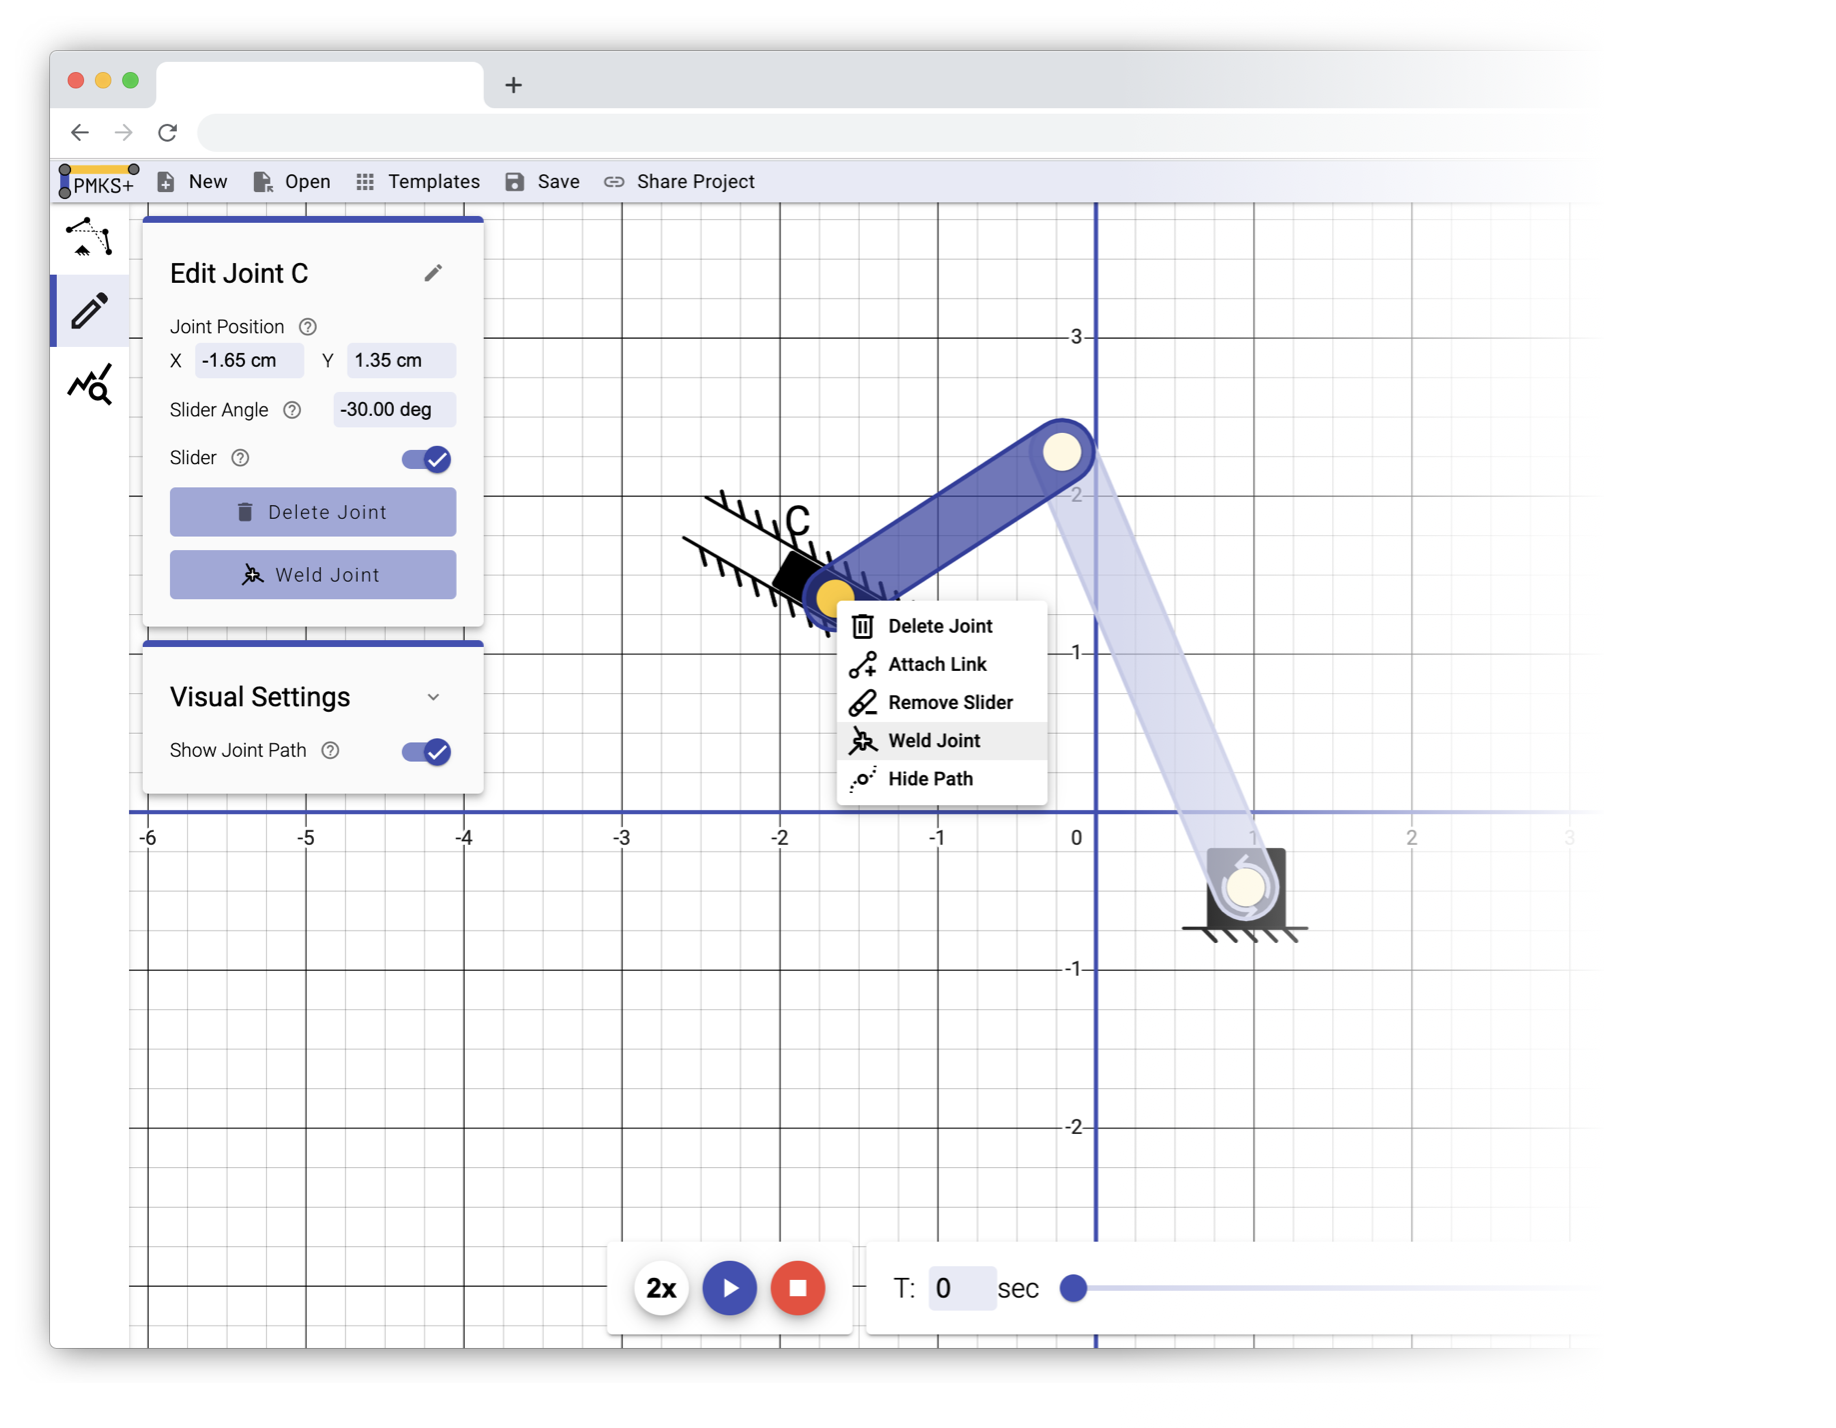 PMKS+ New Open Templates Save Share Project
Edit Joint C
Joint Position
X -1.65 cm Y 1.35 cm
Slider Angle -30.00 deg
Slider
Delete Joint
Weld Joint
Visual Settings
Show Joint Path
3
2
C
1
Delete Joint
Attach Link
Remove Slider
Weld Joint
Hide Path
-6 -5 -4 -3 -2 -1 0 1 2 3
-1
-2
2x T: 0 sec